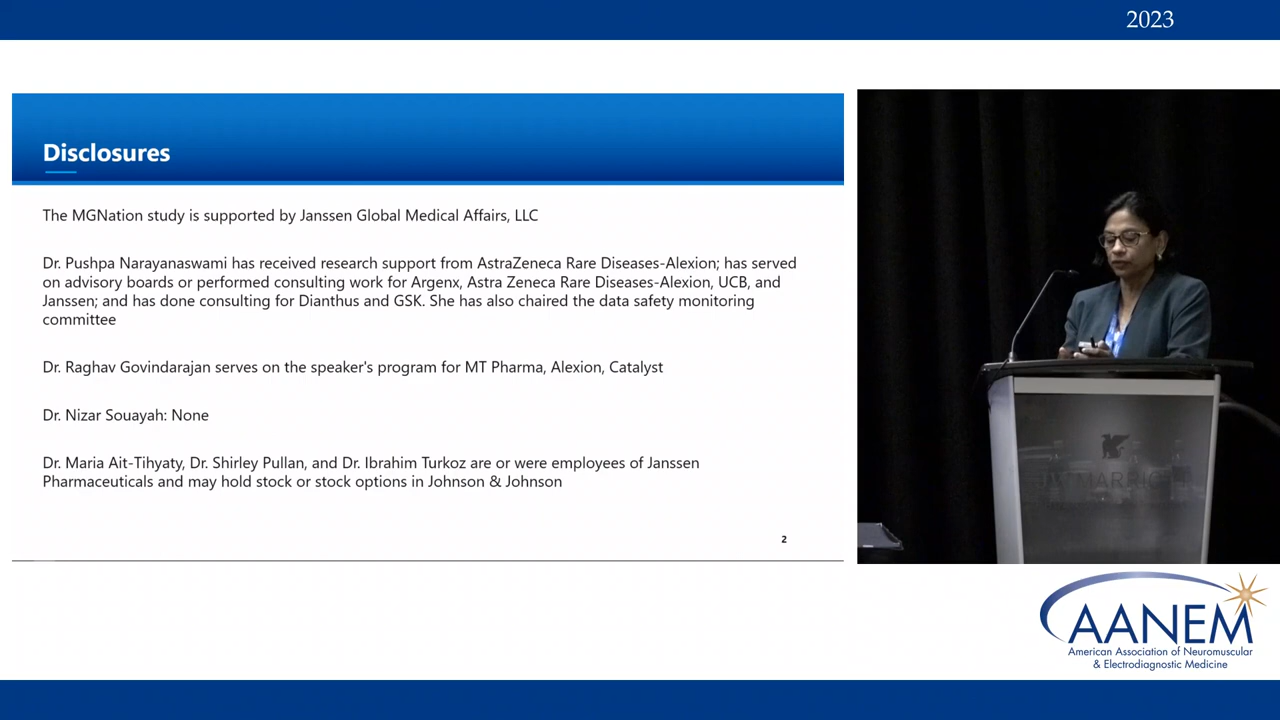 2023
Disclosures
The MGNation study is supported by Janssen Global Medical Affairs, LLC
Dr. Pushpa Narayanaswami has received research support from AstraZeneca Rare Diseases-Alexion; has served
on advisory boards or performed consulting work for Argenx, Astra Zeneca Rare Diseases-Alexion, UCB, and
Janssen; and has done consulting for Dianthus and GSK. She has also chaired the data safety monitoring
committee
Dr. Raghav Govindarajan serves on the speaker's program for MT Pharma, Alexion, Catalyst
Dr. Nizar Souayah: None
Dr. Maria Ait-Tihyaty, Dr. Shirley Pullan, and Dr. Ibrahim Turkoz are or were employees of Janssen
Pharmaceuticals and may hold stock or stock options in Johnson & Johnson
2
AANEM
American Association of Neuromuscular
& Electrodiagnostic Medicine